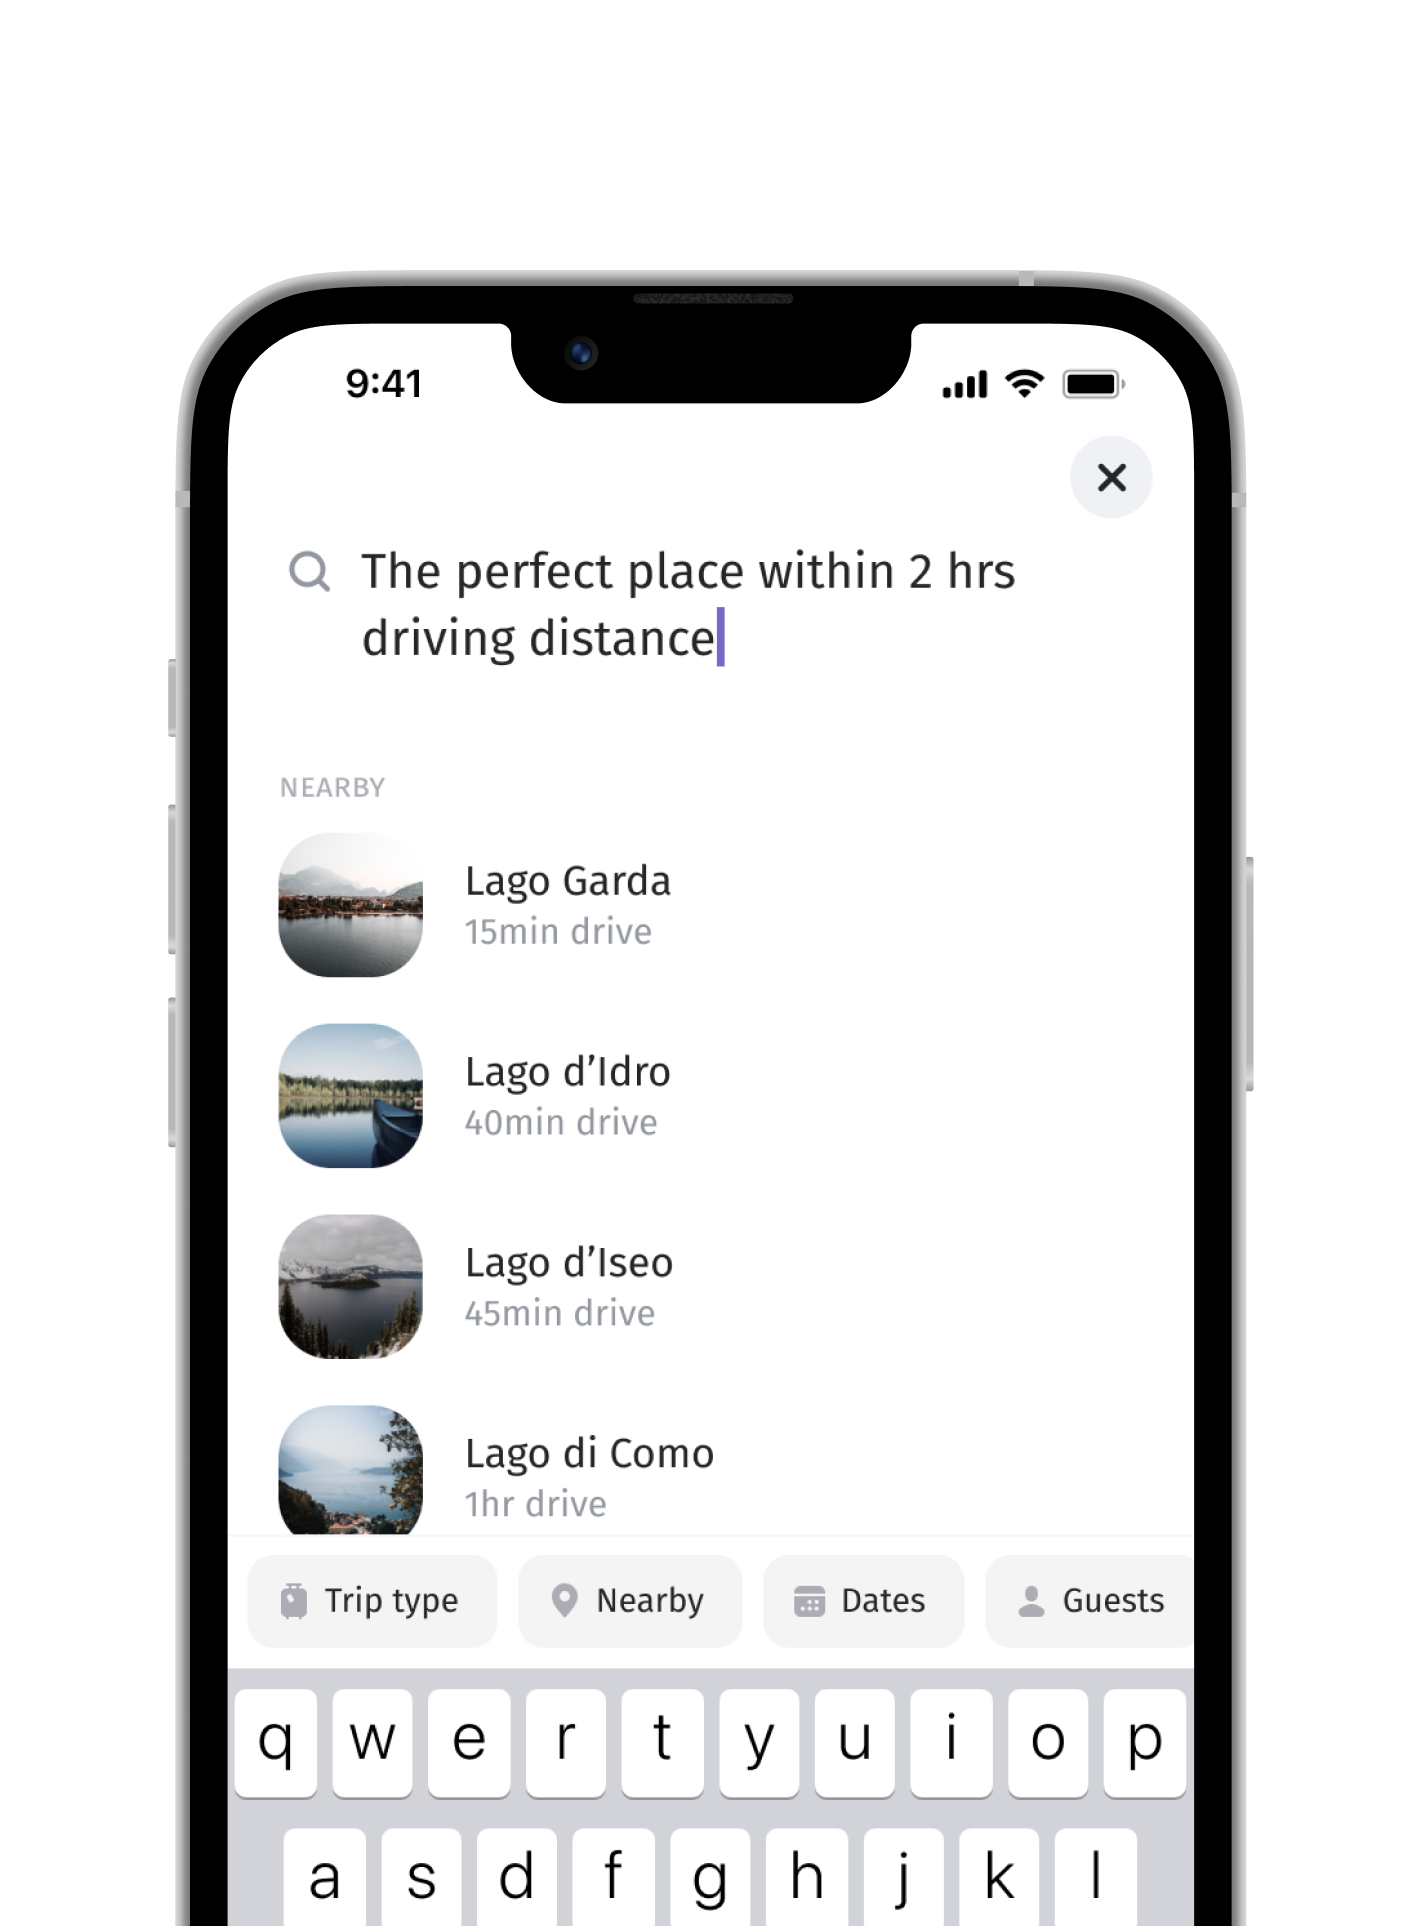 9:41
The perfect place within 2 hrs
driving distance
NEARBY
Lago Garda
15min drive
Lago d’Idro
40min drive
Lago d’Iseo
45min drive
Lago di Como
1hr drive
Trip type Nearby Dates Guests
q w e r t y u i o p
a s d f g h j k l